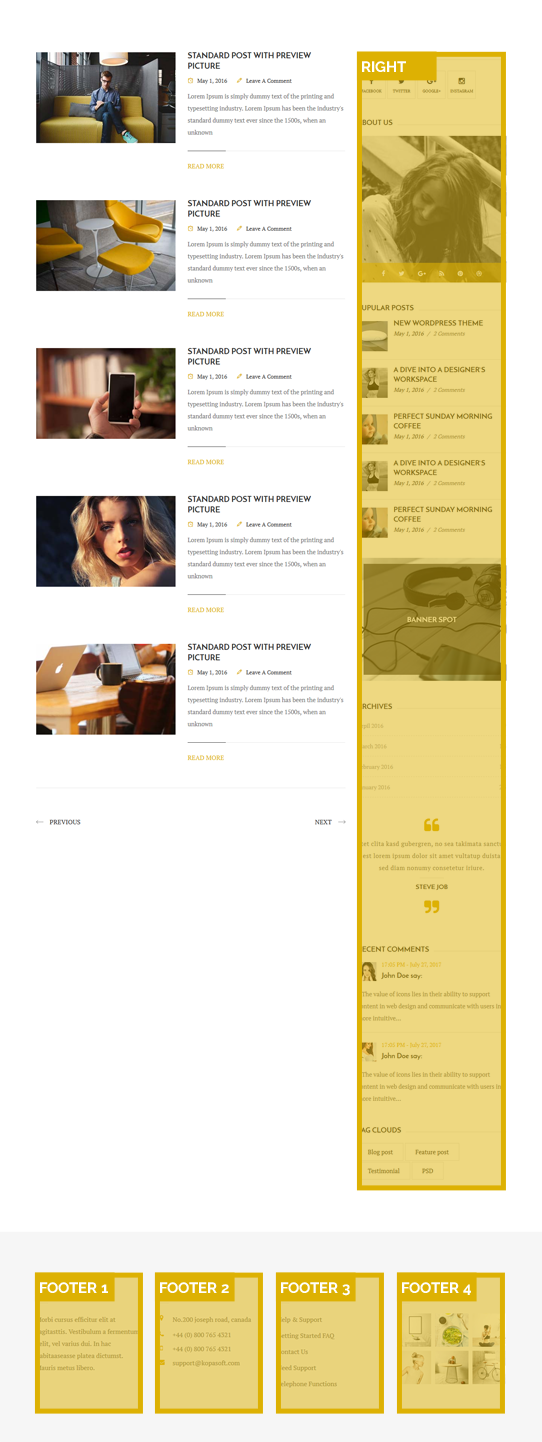 STANDARD POST WITH PREVIEW
PICTURE
May 1, 2016 Leave A Comment
Lorem Ipsum is simply dummy text of the printing and
typesetting industry. Lorem Ipsum has been the industry's
standard dummy text ever since the 1500s, when an
unknown
READ MORE
STANDARD POST WITH PREVIEW
PICTURE
May 1, 2016 Leave A Comment
Lorem Ipsum is simply dummy text of the printing and
typesetting industry. Lorem Ipsum has been the industry's
standard dummy text ever since the 1500s, when an
unknown
READ MORE
STANDARD POST WITH PREVIEW
PICTURE
May 1, 2016 Leave A Comment
Lorem Ipsum is simply dummy text of the printing and
typesetting industry. Lorem Ipsum has been the industry's
standard dummy text ever since the 1500s, when an
unknown
READ MORE
STANDARD POST WITH PREVIEW
PICTURE
May 1, 2016 Leave A Comment
Lorem Ipsum is simply dummy text of the printing and
typesetting industry. Lorem Ipsum has been the industry's
standard dummy text ever since the 1500s, when an
unknown
READ MORE
STANDARD POST WITH PREVIEW
PICTURE
May 1, 2016 Leave A Comment
Lorem Ipsum is simply dummy text of the printing and
typesetting industry. Lorem Ipsum has been the industry's
standard dummy text ever since the 1500s, when an
unknown
READ MORE
PREVIOUS NEXT
RIGHT
FACEBOOK TWITTER GOOGLE+ INSTAGRAM
BOUT US
UPULAR POSTS
NEW WORDPRESS THEME
May 1, 2016 / 2 Comments
A DIVE INTO A DESIGNER'S
WORKSPACE
May 1, 2016 / 2 Comments
PERFECT SUNDAY MORNING
COFFEE
May 1, 2016 / 2 Comments
A DIVE INTO A DESIGNER'S
WORKSPACE
May 1, 2016 / 2 Comments
PERFECT SUNDAY MORNING
COFFEE
May 1, 2016 / 2 Comments
BANNER SPOT
RCHIVES
pril 2016
arch 2016
bruary 2016
nuary 2016
et clita kasd gubergren, no sea takimata sanctu
est lorem ipsum dolor sit amet vultatup duista
sed diam nonumy consetetur iriure.
STEVE JOB
ECENT COMMENTS
17:03 PM - July 27, 2017
John Doe say:
The value of icons lies in their ability to support
ontent in web design and communicate with users in
ore intuitive...
17:03 PM - July 27, 2017
John Doe say:
The value of icons lies in their ability to support
ontent in web design and communicate with users in
ore intuitive...
AG CLOUDS
Blog post Feature post
Testimonial PSD
FOOTER 1
orbi cursus efficitur elit at
agittis. Vestibulum a fermentum
elit, vel varius dui. In hac
abitasse platea dictumst.
auris metus libero.
FOOTER 2
No.200 joseph road, canada
+44 (0) 800 765 4321
+44 (0) 800 765 4321
support@kopasoft.com
FOOTER 3
elp & Support
etting Started FAQ
ontact Us
eed Support
elephone Functions
FOOTER 4